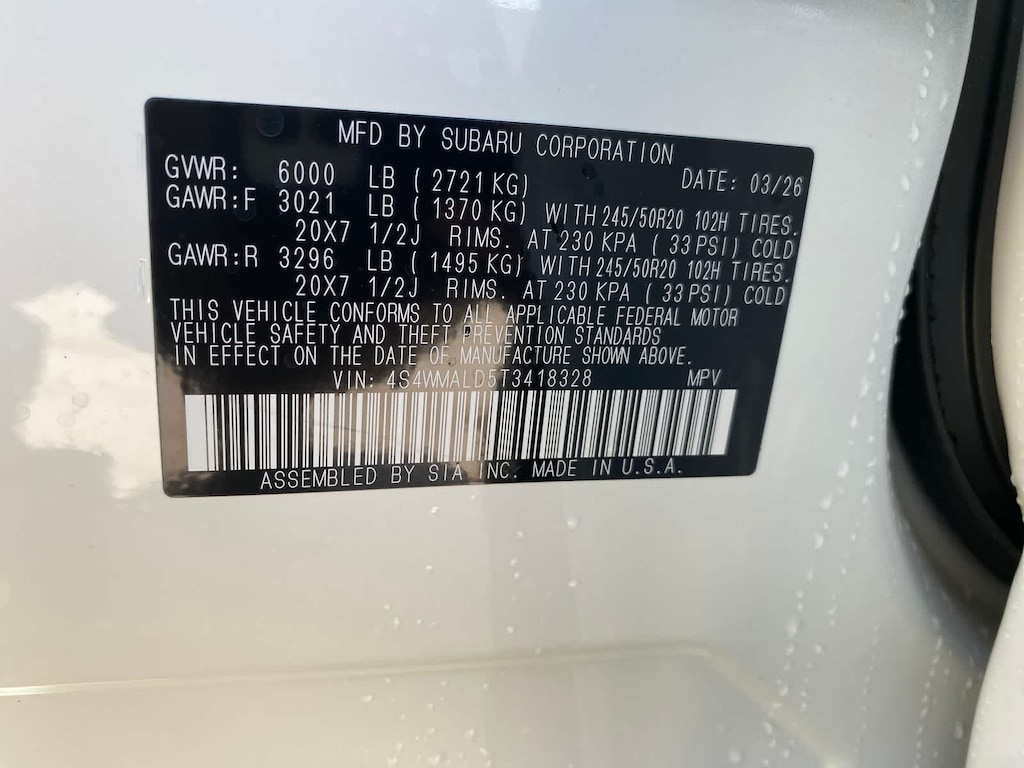 MFD BY SUBARU CORPORATION
GVWR: 6000 LB ( 2721 KG) DATE: 03/26
GAWR:F 3021 LB ( 1370 KG) WITH 245/50R20 102H TIRES.
20X7 1/2J RIMS. AT 230 KPA ( 33 PSI) COLD
GAWR:R 3296 LB ( 1495 KG) WITH 245/50R20 102H TIRES.
20X7 1/2J RIMS. AT 230 KPA ( 33 PSI) COLD
THIS VEHICLE CONFORMS TO ALL APPLICABLE FEDERAL MOTOR
VEHICLE SAFETY AND THEFT PREVENTION STANDARDS
IN EFFECT ON THE DATE OF MANUFACTURE SHOWN ABOVE.
VIN: 4S4WMALD5T3418328 MPV
ASSEMBLED BY SIA, INC. MADE IN U.S.A.